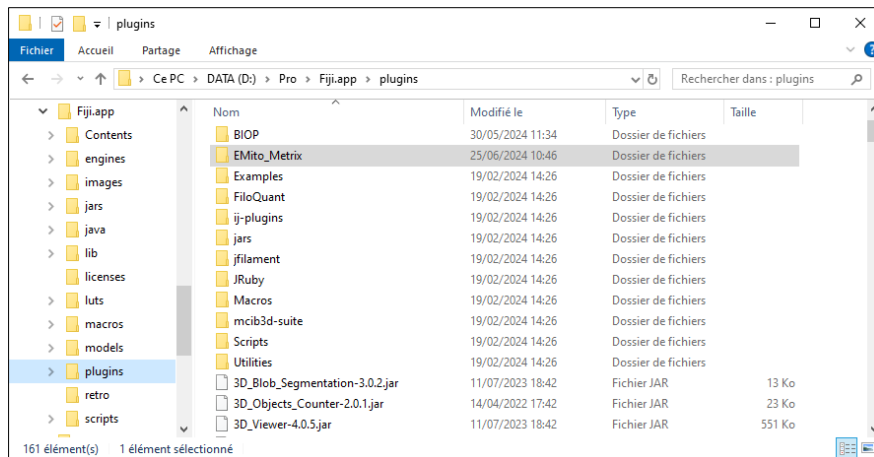 plugins
Fichier Accueil Partage Affichage
Ce PC > DATA (D:) > Pro > Fiji.app > plugins Rechercher dans : plugins
Fiji.app Nom Modifié le Type Taille
Contents BIOP 30/05/2024 11:34 Dossier de fichiers
engines EMito_Metrix 25/06/2024 10:46 Dossier de fichiers
images Examples 19/02/2024 14:26 Dossier de fichiers
jars FiloQuant 19/02/2024 14:26 Dossier de fichiers
java ij-plugins 19/02/2024 14:26 Dossier de fichiers
lib jars 19/02/2024 14:26 Dossier de fichiers
licenses jfilament 19/02/2024 14:26 Dossier de fichiers
luts JRuby 19/02/2024 14:26 Dossier de fichiers
macros Macros 19/02/2024 14:26 Dossier de fichiers
models mcib3d-suite 19/02/2024 14:26 Dossier de fichiers
plugins Scripts 19/02/2024 14:26 Dossier de fichiers
retro Utilities 19/02/2024 14:26 Dossier de fichiers
scripts 3D_Blob_Segmentation-3.0.2.jar 11/07/2023 18:42 Fichier JAR 13 Ko
3D_Objects_Counter-2.0.1.jar 14/04/2022 17:42 Fichier JAR 23 Ko
3D_Viewer-4.0.5.jar 11/07/2023 18:42 Fichier JAR 551 Ko
161 élément(s) 1 élément sélectionné